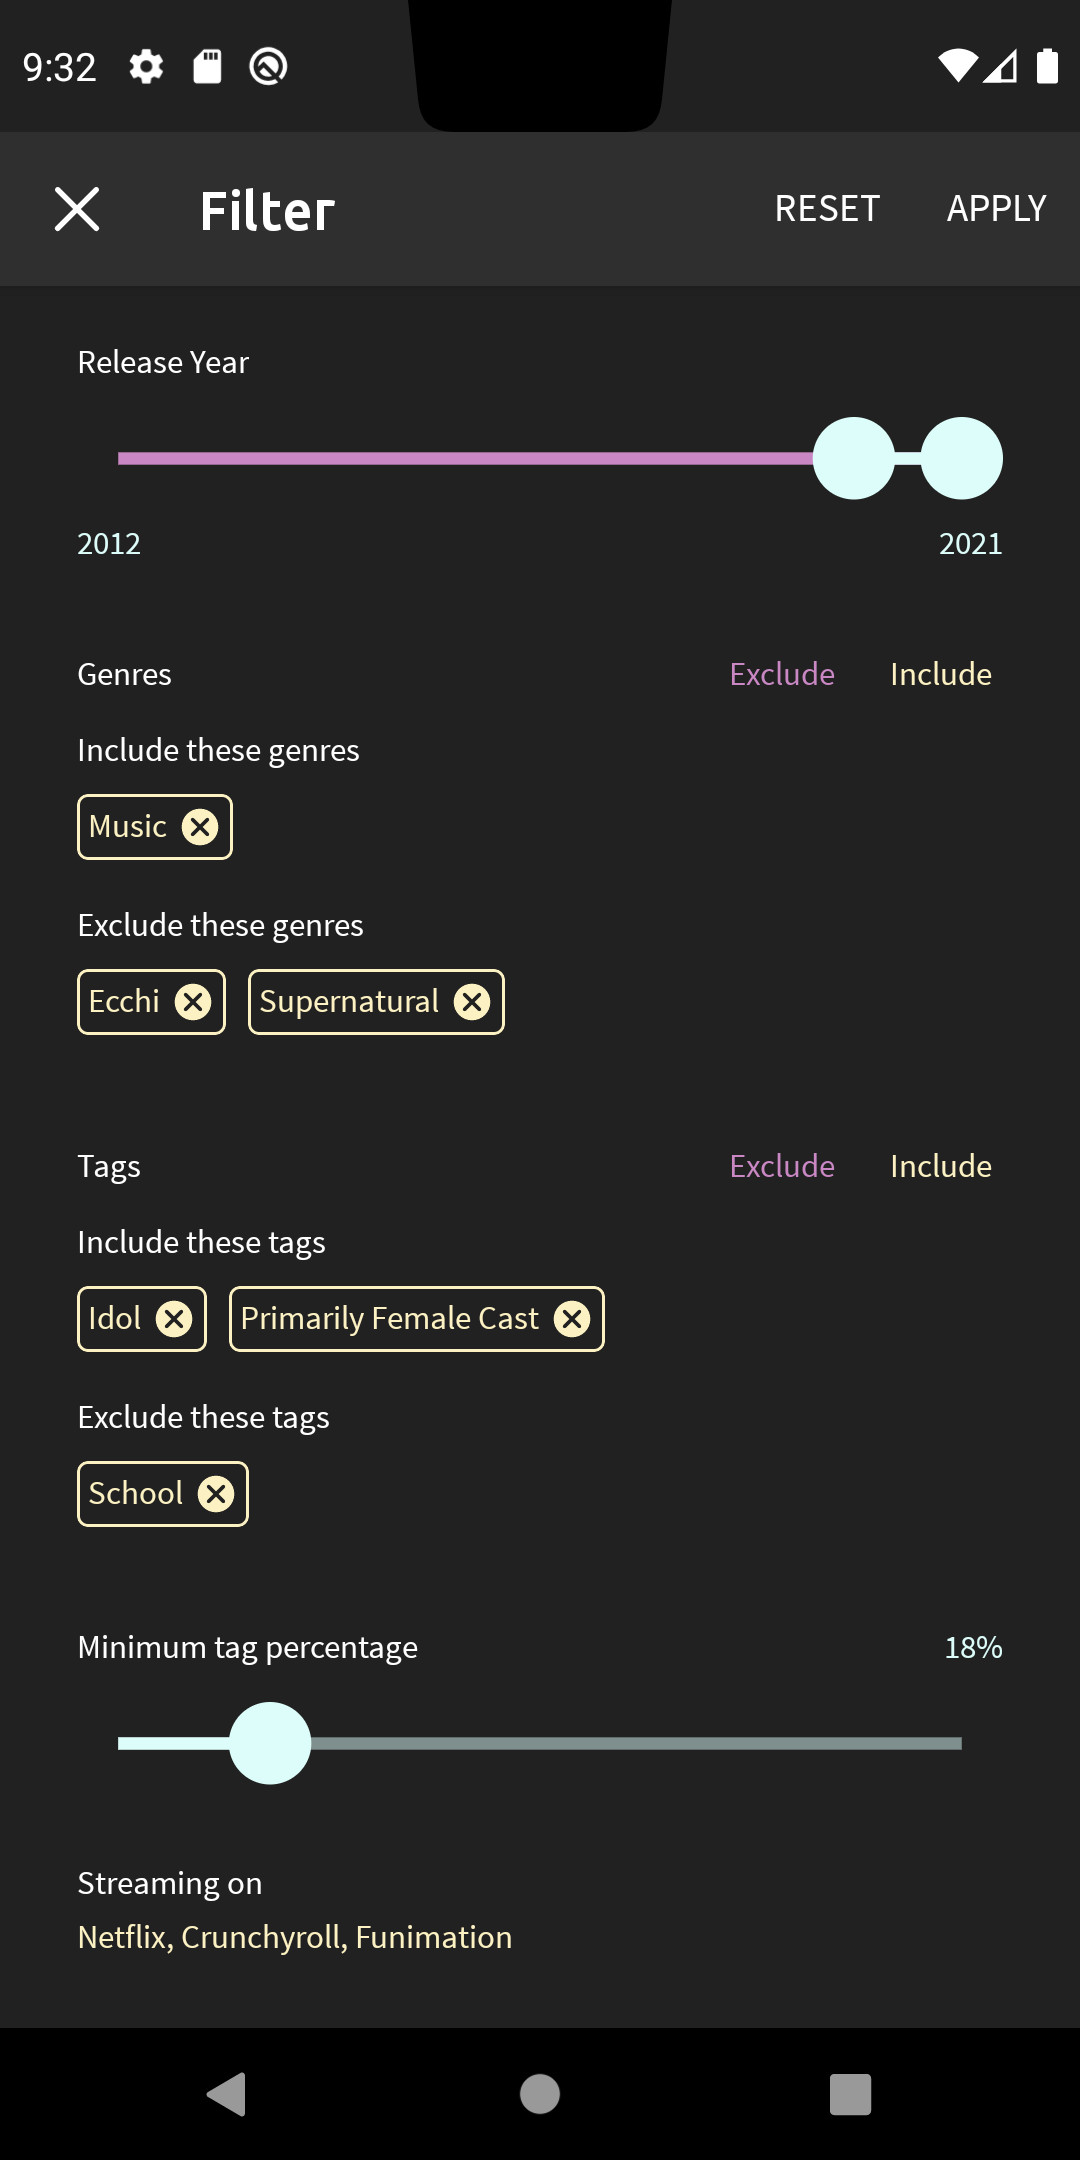 9:32
Filter RESET APPLY
Release Year
2012 2021
Genres Exclude Include
Include these genres
Music
Exclude these genres
Ecchi Supernatural
Tags Exclude Include
Include these tags
Idol Primarily Female Cast
Exclude these tags
School
Minimum tag percentage 18%
Streaming on
Netflix, Crunchyroll, Funimation